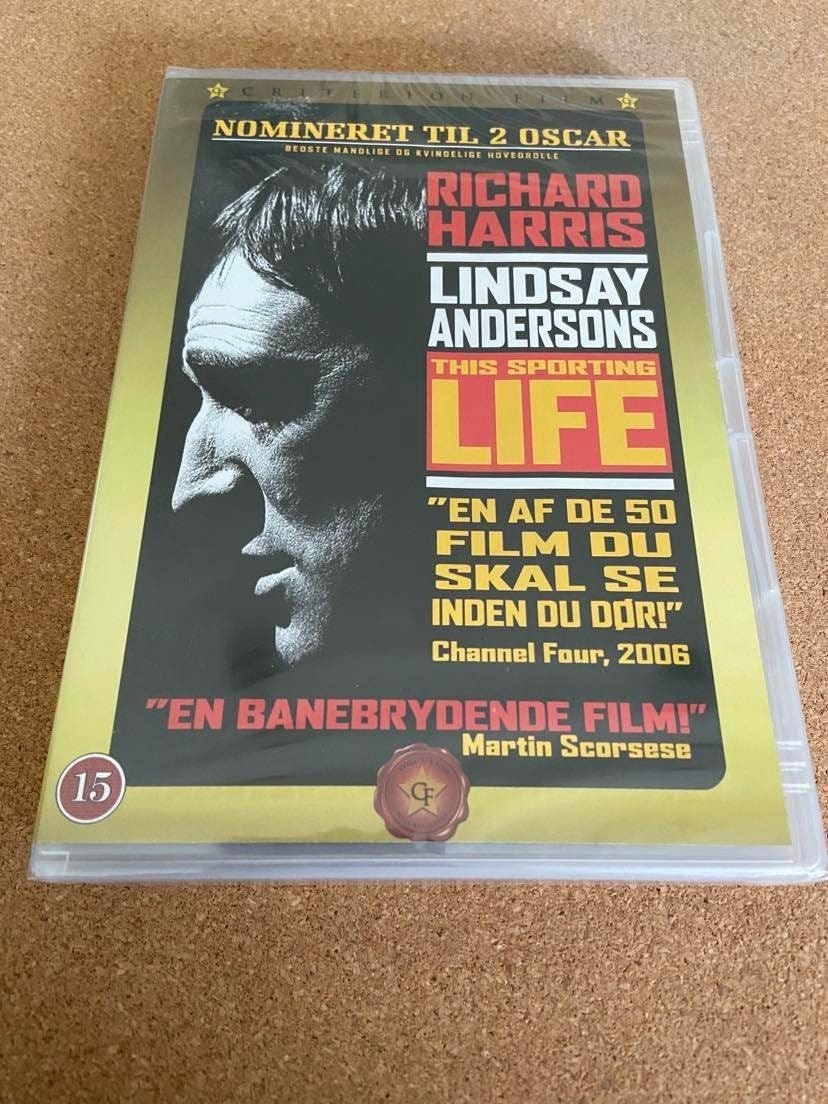 CRITERION FILM
NOMINERET TIL 2 OSCAR
BEDSTE MANDLIGE OG KVINDELIGE HOVEDROLLE
RICHARD
HARRIS
LINDSAY
ANDERSONS
THIS SPORTING
LIFE
”EN AF DE 50
FILM DU
SKAL SE
INDEN DU DØR!”
Channel Four, 2006
”EN BANEBRYDENDE FILM!”
Martin Scorsese
15
CF